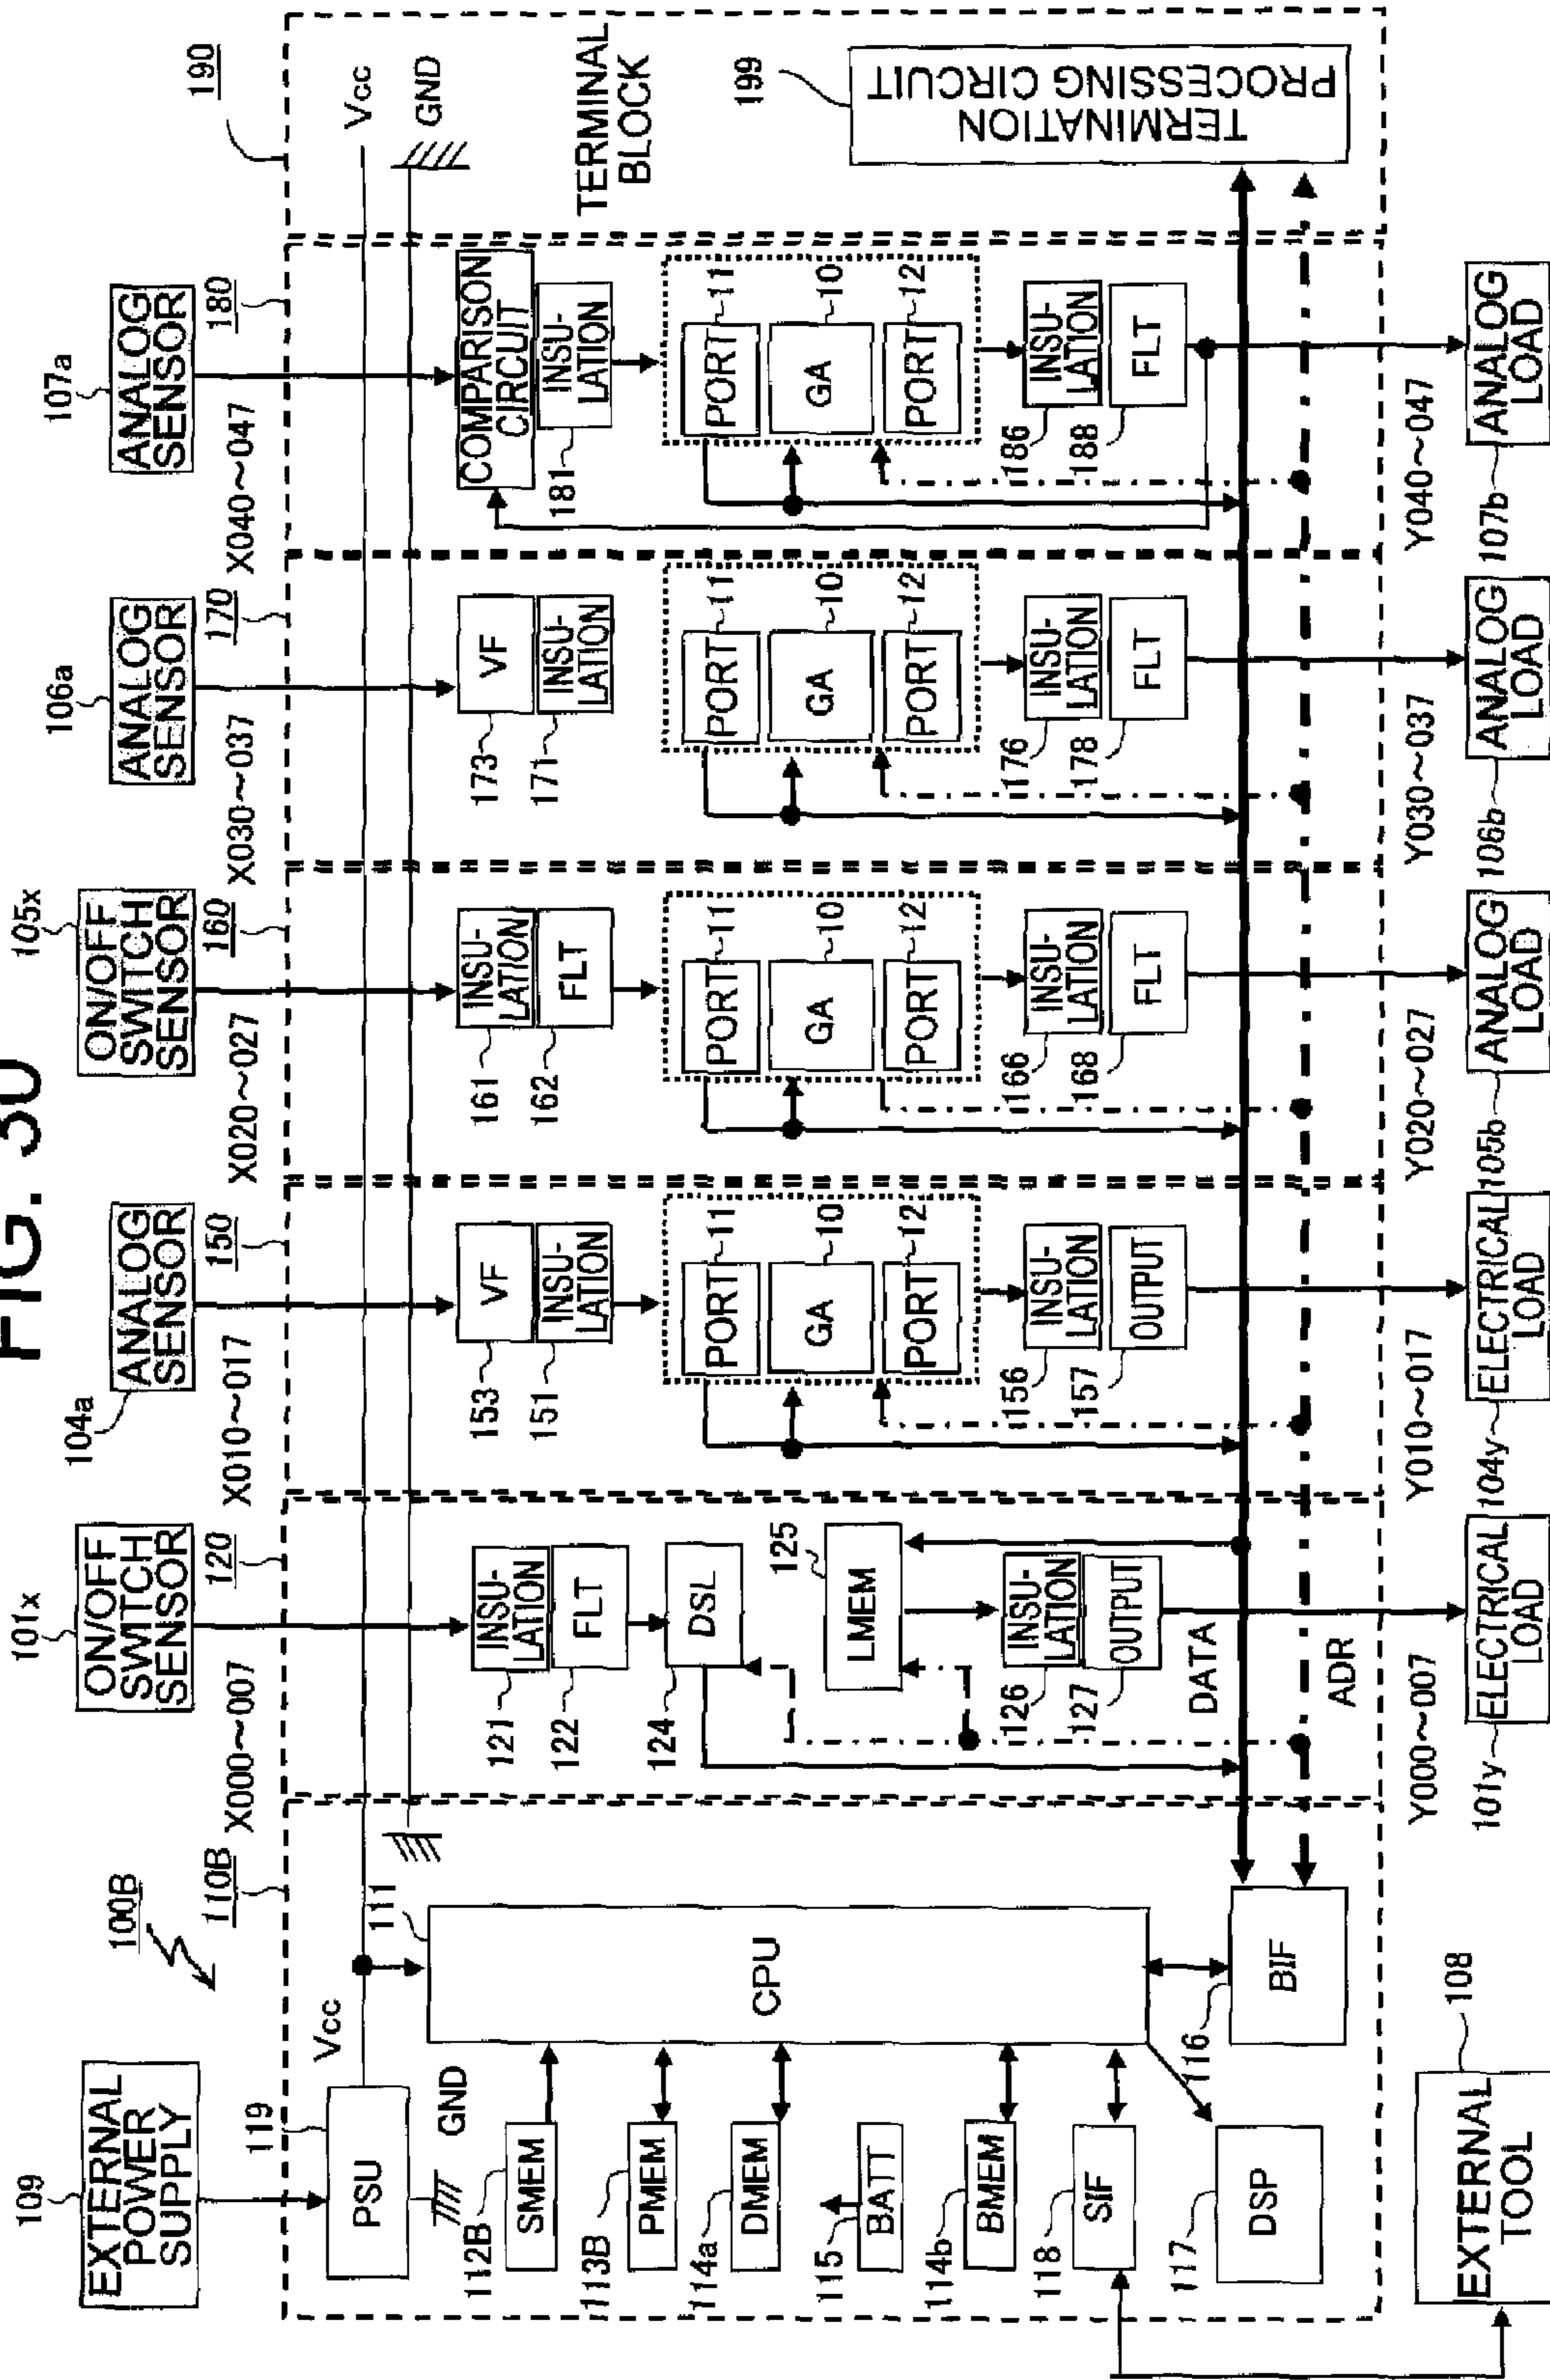 FIG. 30
109
EXTERNAL
POWER
SUPPLY
100B
110B
119
PSU
Vcc
GND
111
CPU
112B
SMEM
113B
PMEM
114a
DMEM
115
BATT
114b
BMEM
118
SIF
117
DSP
116
BIF
108
EXTERNAL
TOOL
101x
ON/OFF
SWITCH
SENSOR
X000~007
120
121
INSU-
LATION
122
FLT
124
DSL
125
LMEM
126
INSU-
LATION
127
OUTPUT
DATA
ADR
Y000~007
101y
ELECTRICAL
LOAD
104a
ANALOG
SENSOR
X010~017
150
153
VF
151
INSU-
LATION
PORT
11
GA
10
PORT
12
156
INSU-
LATION
157
OUTPUT
Y010~017
104y
ELECTRICAL
LOAD
105x
ON/OFF
SWITCH
SENSOR
X020~027
160
161
INSU-
LATION
162
FLT
PORT
11
GA
10
PORT
12
166
INSU-
LATION
168
FLT
Y020~027
105b
ANALOG
LOAD
106a
ANALOG
SENSOR
X030~037
170
173
VF
171
INSU-
LATION
PORT
11
GA
10
PORT
12
176
INSU-
LATION
178
FLT
Y030~037
106b
ANALOG
LOAD
107a
ANALOG
SENSOR
X040~047
180
COMPARISON
CIRCUIT
181
INSU-
LATION
PORT
11
GA
10
PORT
12
186
INSU-
LATION
188
FLT
Y040~047
107b
ANALOG
LOAD
190
Vcc
GND
TERMINAL
BLOCK
199
TERMINATION
PROCESSING CIRCUIT